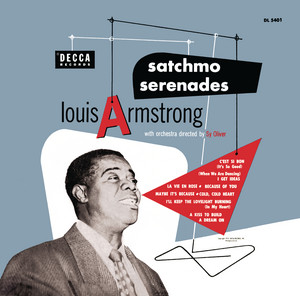 DL 5401
DECCA
RECORDS
satchmo
serenades
louis Armstrong
with orchestra directed by Sy Oliver
C'EST SI BON
(It's So Good)
(When We Are Dancing)
I GET IDEAS
LA VIE EN ROSE • BECAUSE OF YOU
MAYBE IT'S BECAUSE • COLD, COLD HEART
I'LL KEEP THE LOVELIGHT BURNING
(In My Heart)
A KISS TO BUILD
A DREAM ON